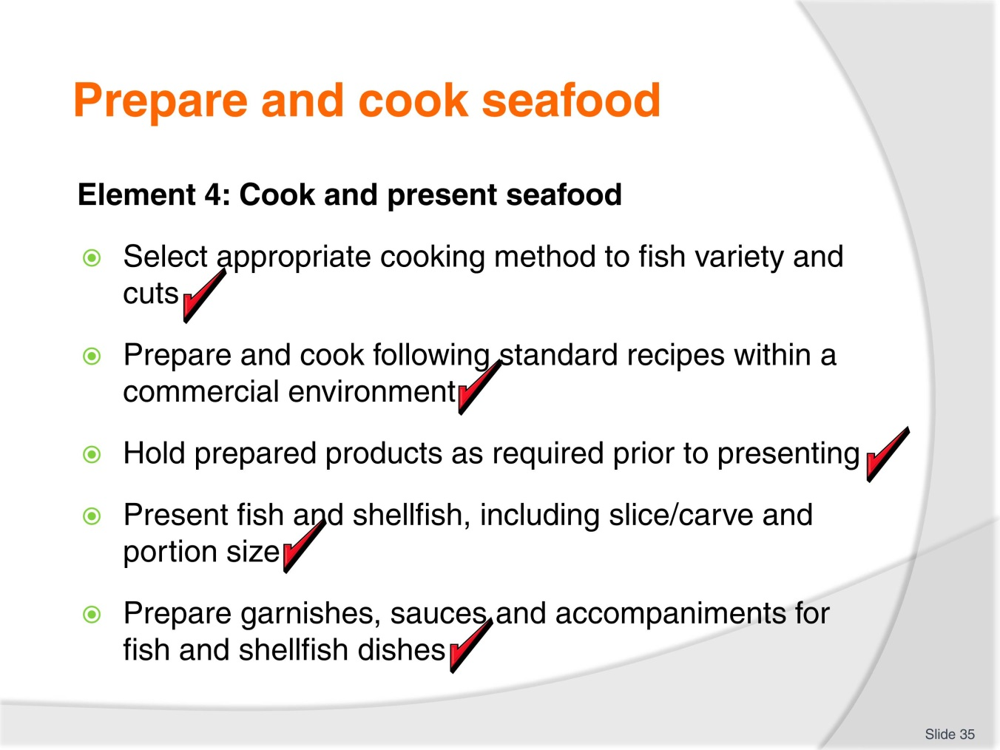 Prepare and cook seafood
Element 4: Cook and present seafood
Select appropriate cooking method to fish variety and
cuts
Prepare and cook following standard recipes within a
commercial environment
Hold prepared products as required prior to presenting
Present fish and shellfish, including slice/carve and
portion size
Prepare garnishes, sauces and accompaniments for
fish and shellfish dishes
Slide 35